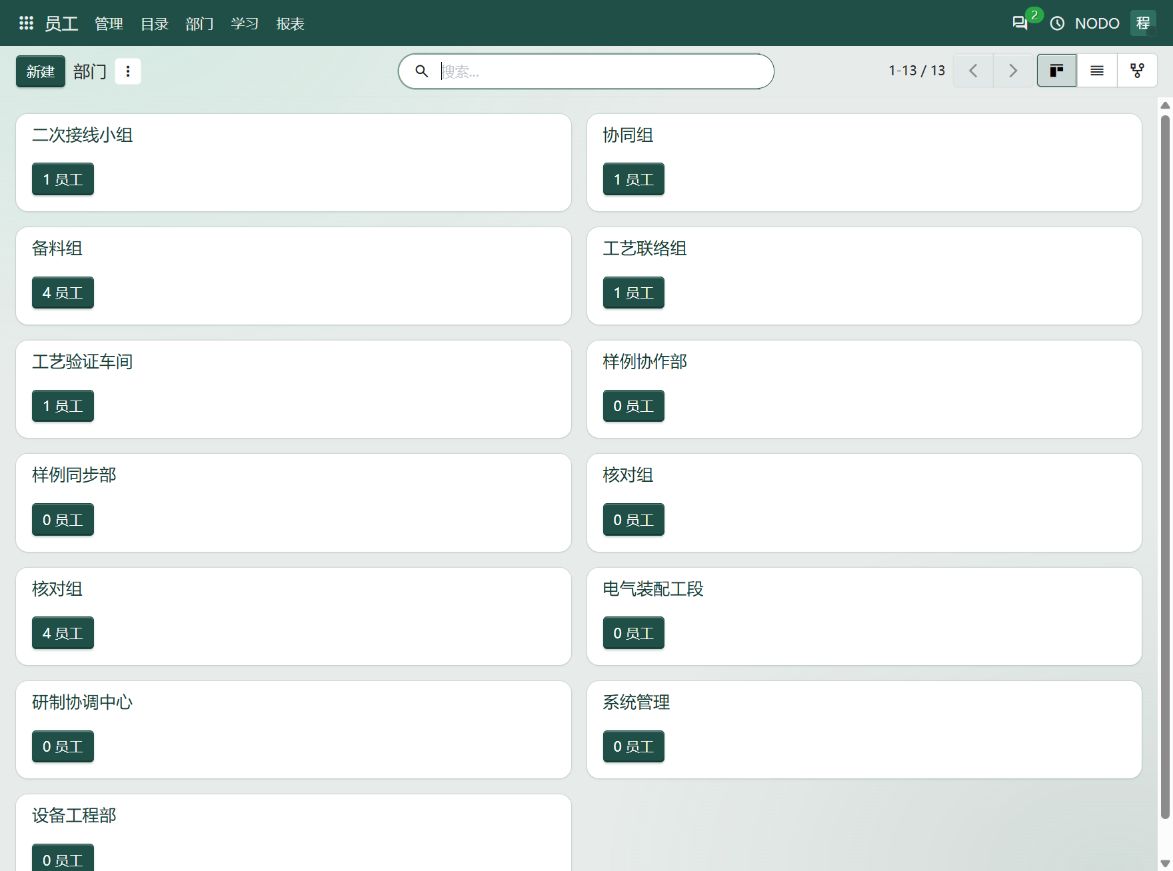 员工 管理 目录 部门 学习 报表 2 NODO 程
新建 部门 搜索... 1-13 / 13
二次接线小组
1 员工
协同组
1 员工
备料组
4 员工
工艺联络组
1 员工
工艺验证车间
1 员工
样例协作部
0 员工
样例同步部
0 员工
核对组
0 员工
核对组
4 员工
电气装配工段
0 员工
研制协调中心
0 员工
系统管理
0 员工
设备工程部
0 员工